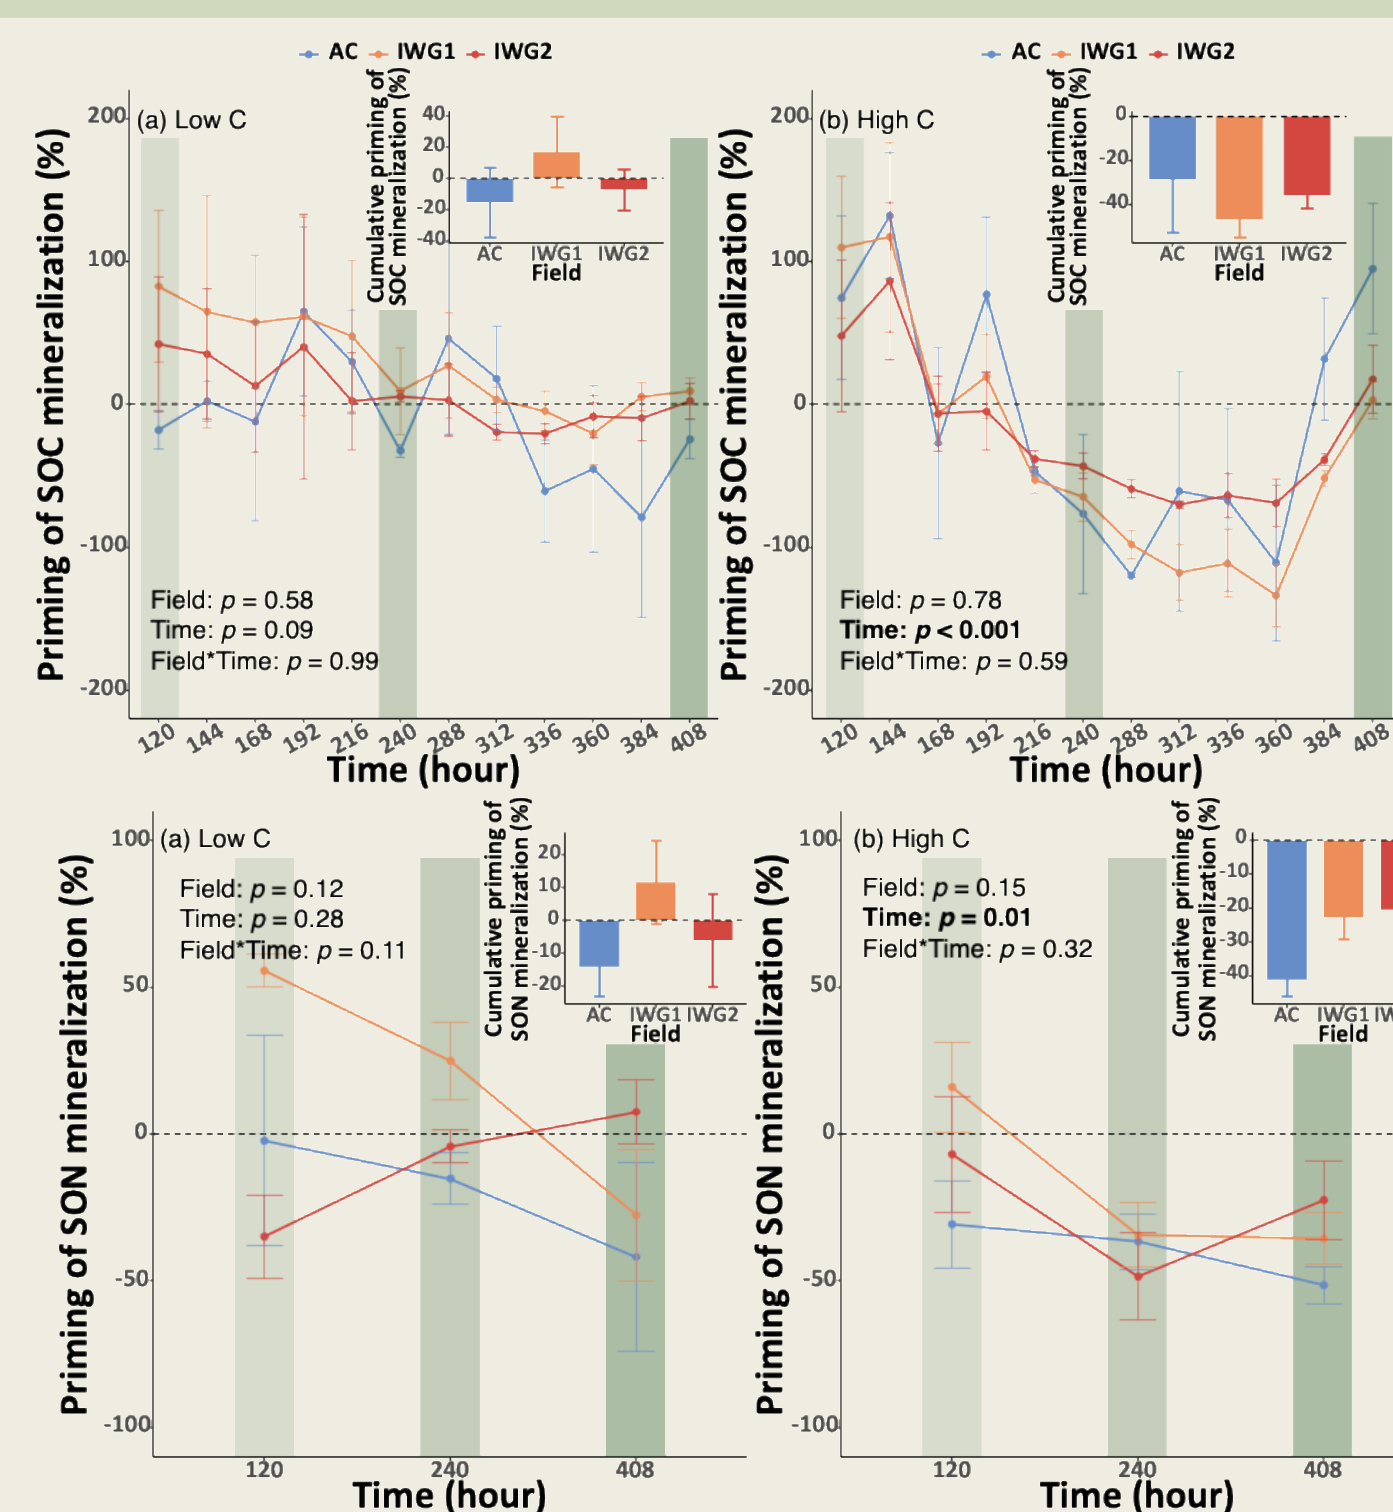 AC IWG1 IWG2
Priming of SOC mineralization (%)
200
100
0
-100
-200
(a) Low C
Cumulative priming of
SOC mineralization (%)
40
20
0
-20
-40
AC IWG1 IWG2
Field
Field: p = 0.58
Time: p = 0.09
Field*Time: p = 0.99
120 144 168 192 216 240 288 312 336 360 384 408
Time (hour)
AC IWG1 IWG2
Priming of SOC mineralization (%)
200
100
0
-100
-200
(b) High C
Cumulative priming of
SOC mineralization (%)
0
-20
-40
AC IWG1 IWG2
Field
Field: p = 0.78
Time: p < 0.001
Field*Time: p = 0.59
120 144 168 192 216 240 288 312 336 360 384 408
Time (hour)
Priming of SON mineralization (%)
100
50
0
-50
-100
(a) Low C
Field: p = 0.12
Time: p = 0.28
Field*Time: p = 0.11
Cumulative priming of
SON mineralization (%)
20
10
0
-10
-20
AC IWG1 IWG2
Field
120 240 408
Time (hour)
Priming of SON mineralization (%)
100
50
0
-50
-100
(b) High C
Field: p = 0.15
Time: p = 0.01
Field*Time: p = 0.32
Cumulative priming of
SON mineralization (%)
0
-10
-20
-30
-40
AC IWG1 IW
Field
120 240 408
Time (hour)